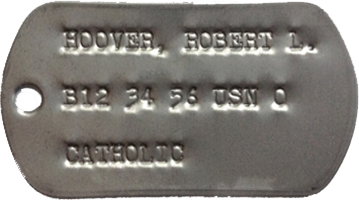 HOOVER, ROBERT L.
B12 34 56 USN O
CATHOLIC